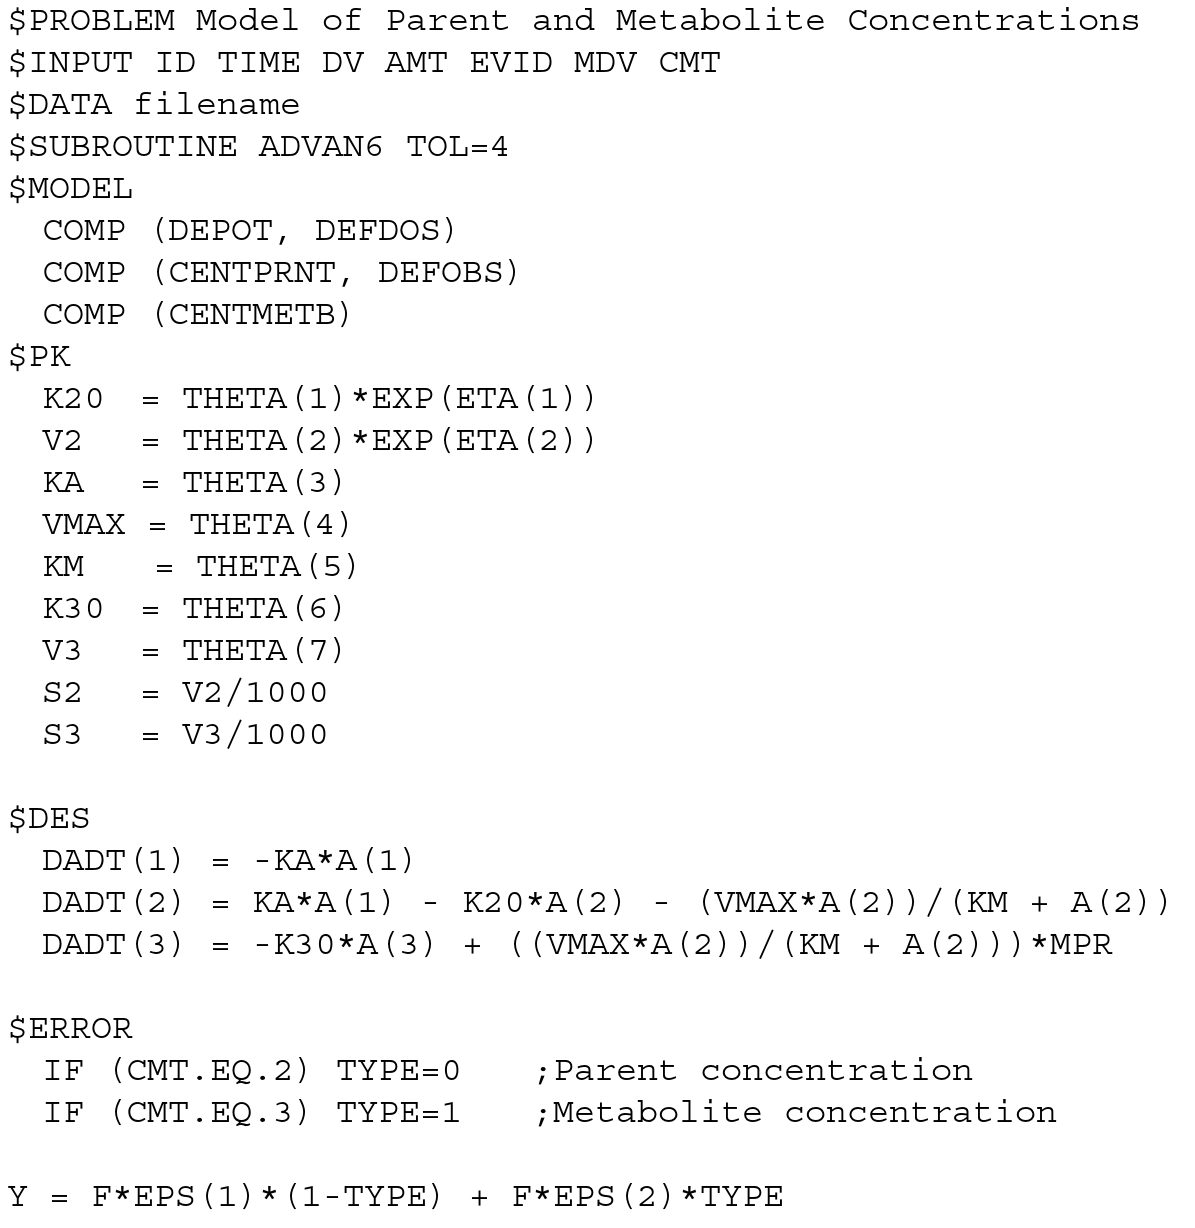 $PROBLEM Model of Parent and Metabolite Concentrations
$INPUT ID TIME DV AMT EVID MDV CMT
$DATA filename
$SUBROUTINE ADVAN6 TOL=4
$MODEL
  COMP (DEPOT, DEFDOS)
  COMP (CENTPRNT, DEFOBS)
  COMP (CENTMETB)
$PK
  K20  = THETA(1)*EXP(ETA(1))
  V2   = THETA(2)*EXP(ETA(2))
  KA   = THETA(3)
  VMAX = THETA(4)
  KM    = THETA(5)
  K30  = THETA(6)
  V3   = THETA(7)
  S2   = V2/1000
  S3   = V3/1000

$DES
  DADT(1) = -KA*A(1)
  DADT(2) = KA*A(1) - K20*A(2) - (VMAX*A(2))/(KM + A(2))
  DADT(3) = -K30*A(3) + ((VMAX*A(2))/(KM + A(2)))*MPR

$ERROR
  IF (CMT.EQ.2) TYPE=0    ;Parent concentration
  IF (CMT.EQ.3) TYPE=1    ;Metabolite concentration

Y = F*EPS(1)*(1-TYPE) + F*EPS(2)*TYPE